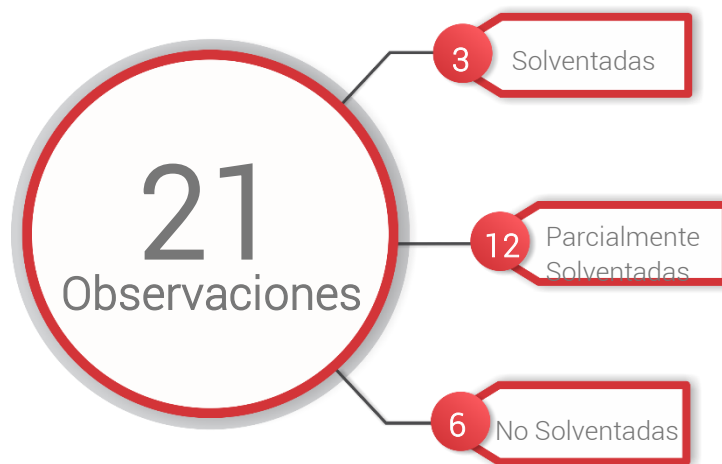 21
Observaciones
3
Solventadas
12
Parcialmente
Solventadas
6
No Solventadas